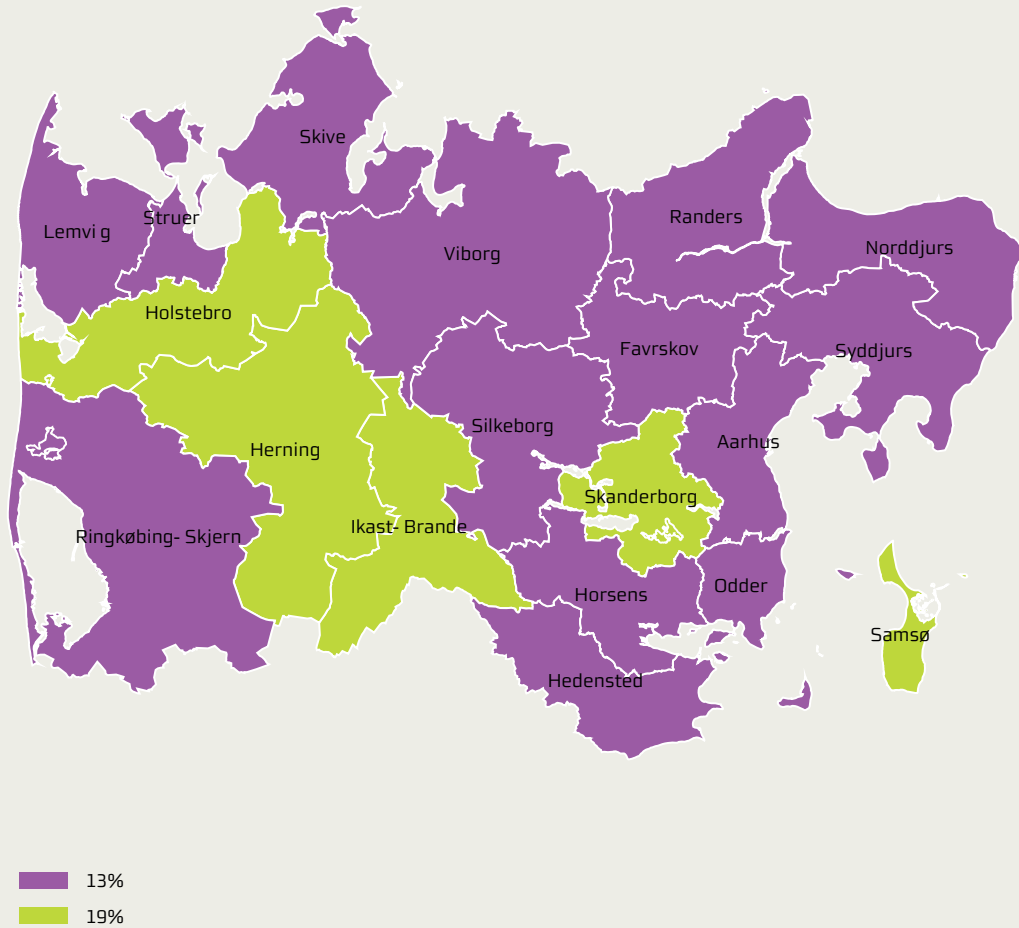 Skive
Randers
Struer
Lemvi g
Norddjurs
Viborg
Holstebro
Favrskov
Syddjurs
Silkeborg
Aarhus
Herning
Skanderborg
Ikast- Brande
Ringkøbing- Skjern
Odder
Horsens
Samsø
Hedensted
13%
19%